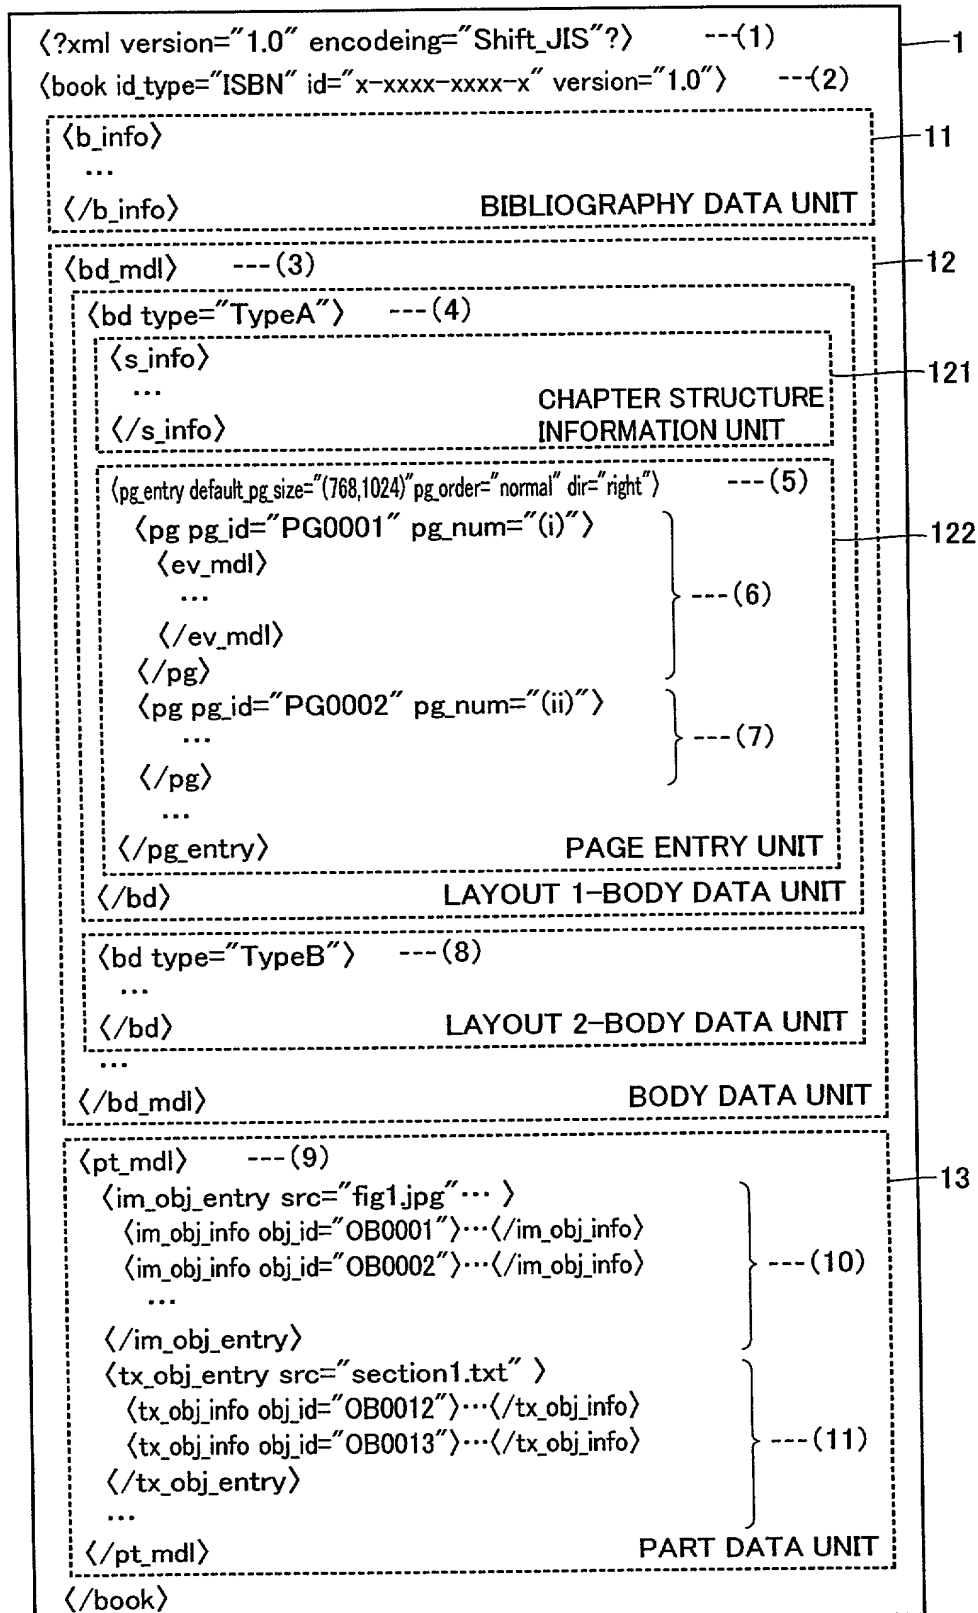 〈?xml version="1.0" encodeing="Shift_JIS"?〉 ---(1)
1
〈book id_type="ISBN" id="x-xxxx-xxxx-x" version="1.0"〉 ---(2)
〈b_info〉
11
...
〈/b_info〉 BIBLIOGRAPHY DATA UNIT
〈bd_mdl〉 ---(3)
12
〈bd type="TypeA"〉 ---(4)
〈s_info〉
121
...
CHAPTER STRUCTURE
〈/s_info〉 INFORMATION UNIT
〈pg_entry default_pg_size="(768,1024)"pg_order="normal" dir="right"〉 ---(5)
〈pg pg_id="PG0001" pg_num="(i)"〉
122
〈ev_mdl〉
... ---(6)
〈/ev_mdl〉
〈/pg〉
〈pg pg_id="PG0002" pg_num="(ii)"〉
... ---(7)
〈/pg〉
...
〈/pg_entry〉 PAGE ENTRY UNIT
〈/bd〉 LAYOUT 1-BODY DATA UNIT
〈bd type="TypeB"〉 ---(8)
...
〈/bd〉 LAYOUT 2-BODY DATA UNIT
...
〈/bd_mdl〉 BODY DATA UNIT
〈pt_mdl〉 ---(9)
13
〈im_obj_entry src="fig1.jpg"... 〉
〈im_obj_info obj_id="OB0001"〉...〈/im_obj_info〉
〈im_obj_info obj_id="OB0002"〉...〈/im_obj_info〉 ---(10)
...
〈/im_obj_entry〉
〈tx_obj_entry src="section1.txt" 〉
〈tx_obj_info obj_id="OB0012"〉...〈/tx_obj_info〉
〈tx_obj_info obj_id="OB0013"〉...〈/tx_obj_info〉 ---(11)
〈/tx_obj_entry〉
...
〈/pt_mdl〉 PART DATA UNIT
〈/book〉